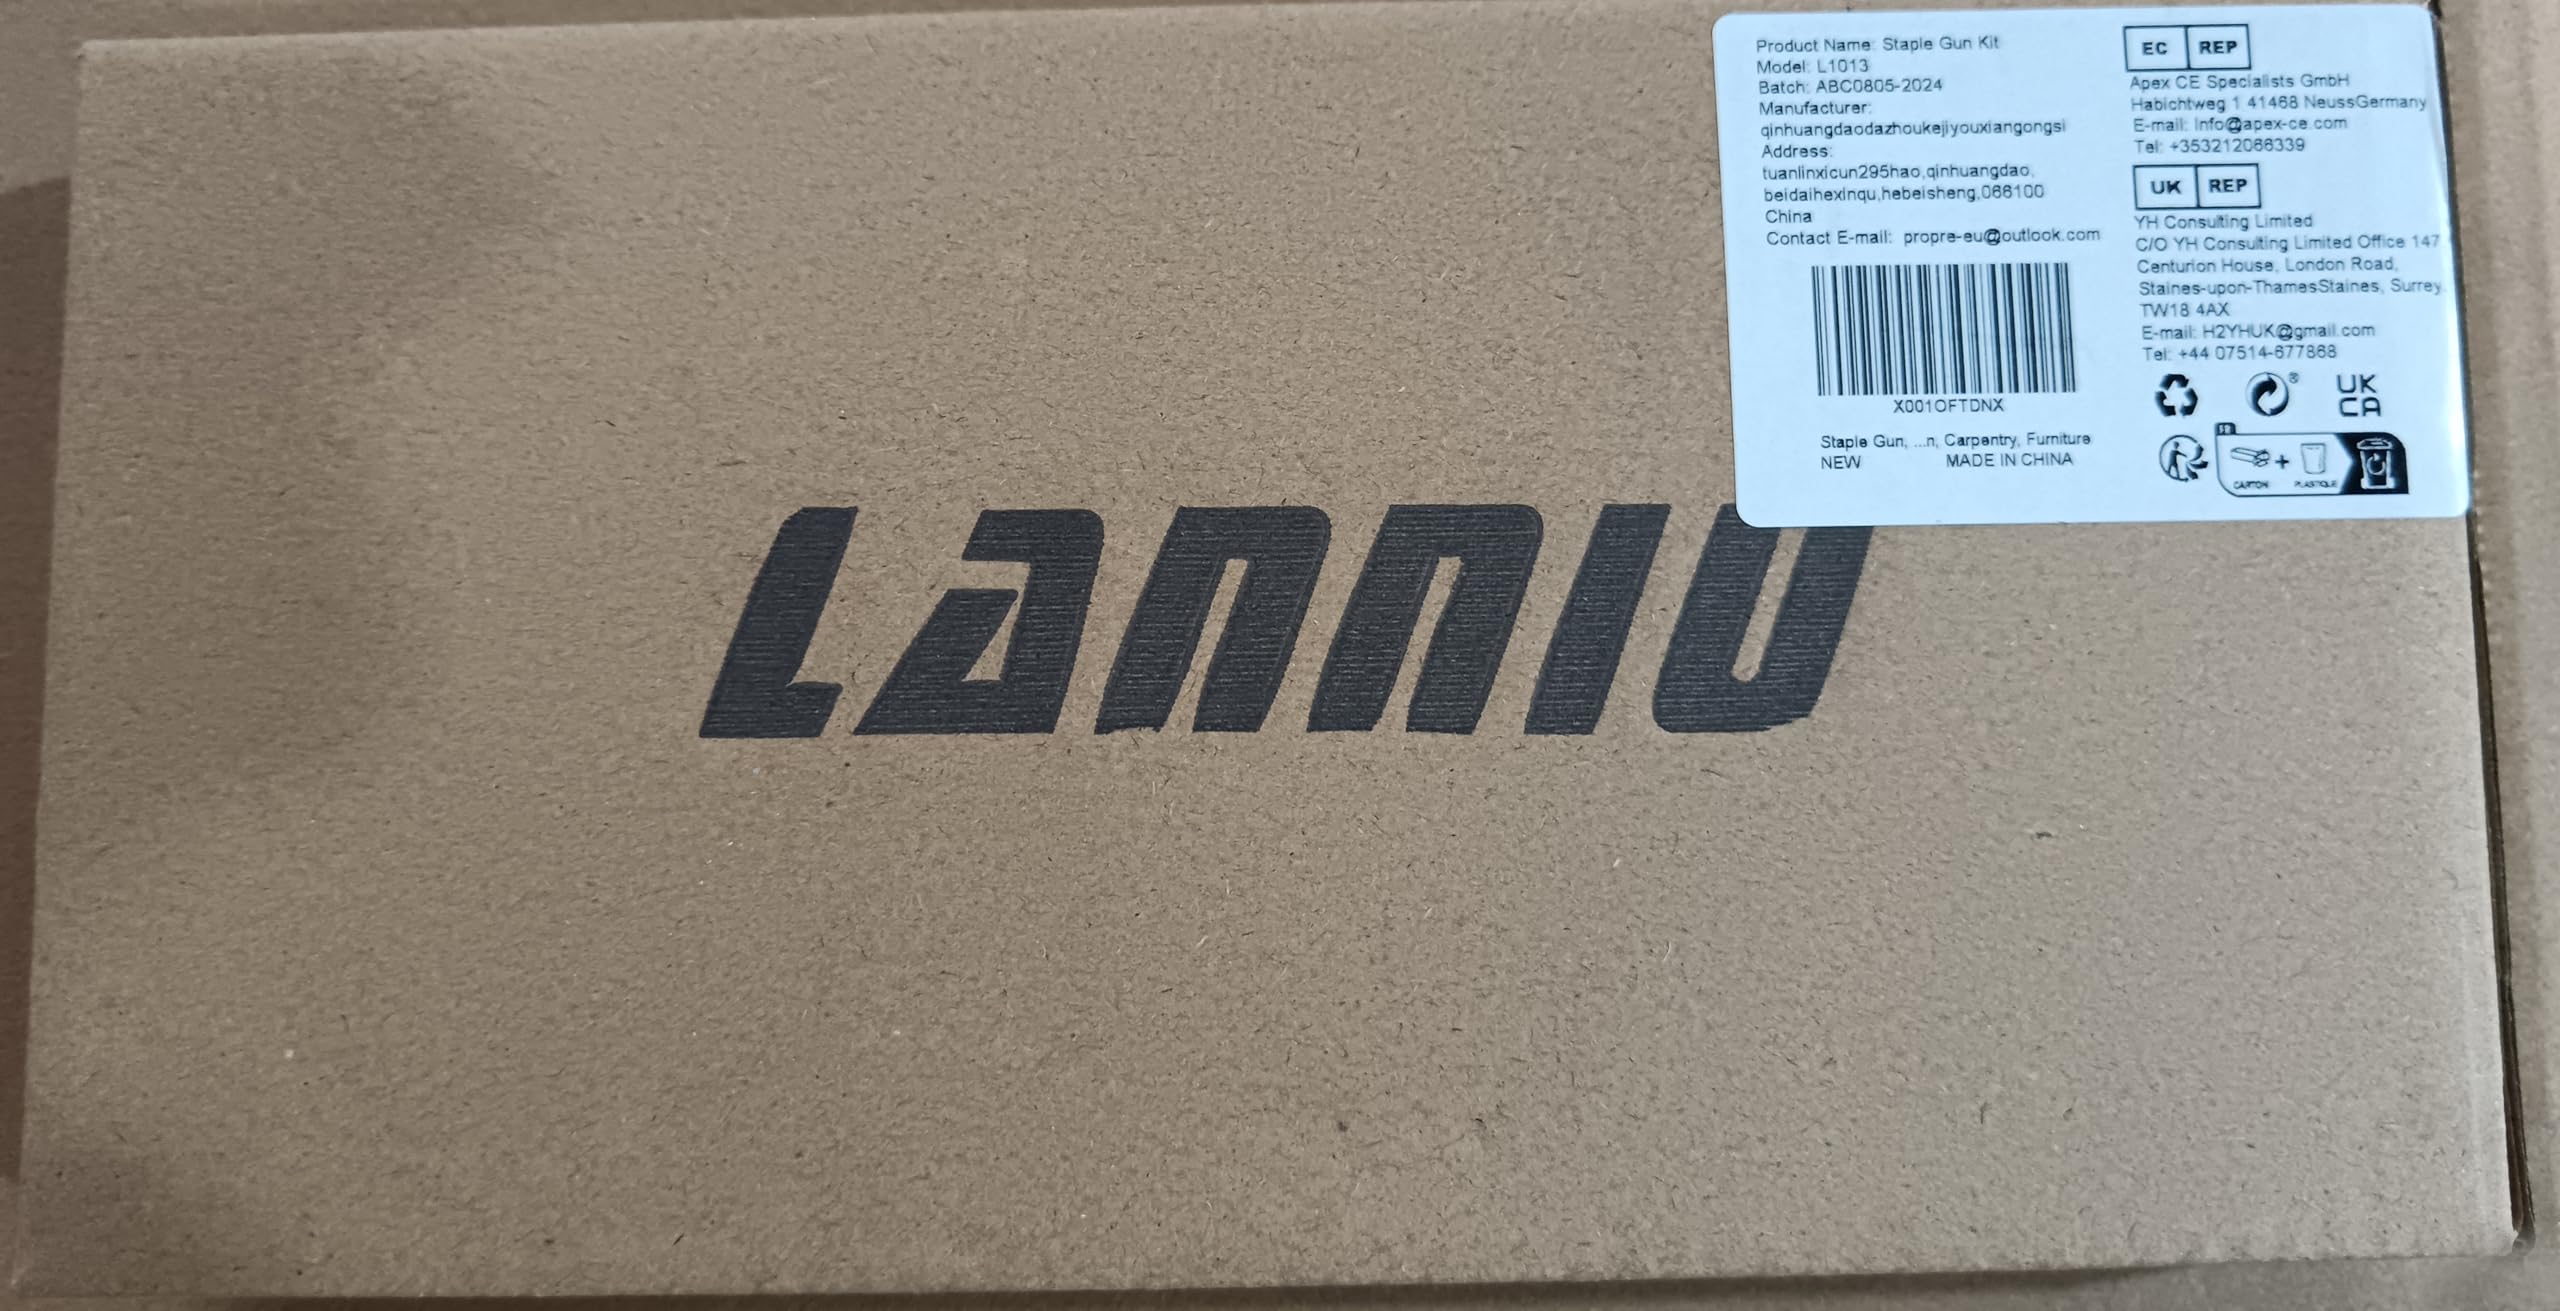 Product Name: Staple Gun Kit
Model: L1013
Batch: ABC0805-2024
Manufacturer:
qinhuangdaodazhoukejiyouxiangongsi
Address:
tuanlinxicun295hao,qinhuangdao,
beidaihexinqu,hebeisheng,066100
China
Contact E-mail: propre-eu@outlook.com
X001OFTDNX
Staple Gun, ...n, Carpentry, Furniture
NEW MADE IN CHINA
EC REP
Apex CE Specialists GmbH
Habichtweg 1 41468 NeussGermany
E-mail: Info@apex-ce.com
Tel: +353212066339
UK REP
YH Consulting Limited
C/O YH Consulting Limited Office 147
Centurion House, London Road,
Staines-upon-ThamesStaines, Surrey,
TW18 4AX
E-mail: H2YHUK@gmail.com
Tel: +44 07514-677868
®
UK
CA
FR
CARTON + PLASTIQUE
LANNIU